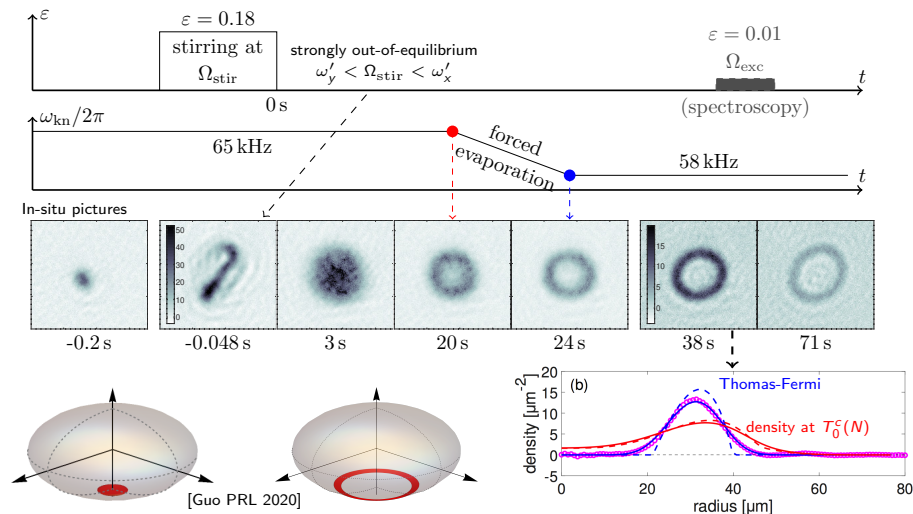 ε
ε = 0.18
stirring at
Ω_stir
0 s
strongly out-of-equilibrium
ω′_y < Ω_stir < ω′_x
ε = 0.01
Ω_exc
(spectroscopy)
t
ω_kn/2π
65 kHz
forced
evaporation
58 kHz
t
In-situ pictures
50
40
30
20
10
0
15
10
5
0
-0.2 s
-0.048 s
3 s
20 s
24 s
38 s
71 s
[Guo PRL 2020]
(b)
Thomas-Fermi
density at T_0^c(N)
density [µm⁻²]
20
15
10
5
0
-5
0
20
40
60
80
radius [µm]